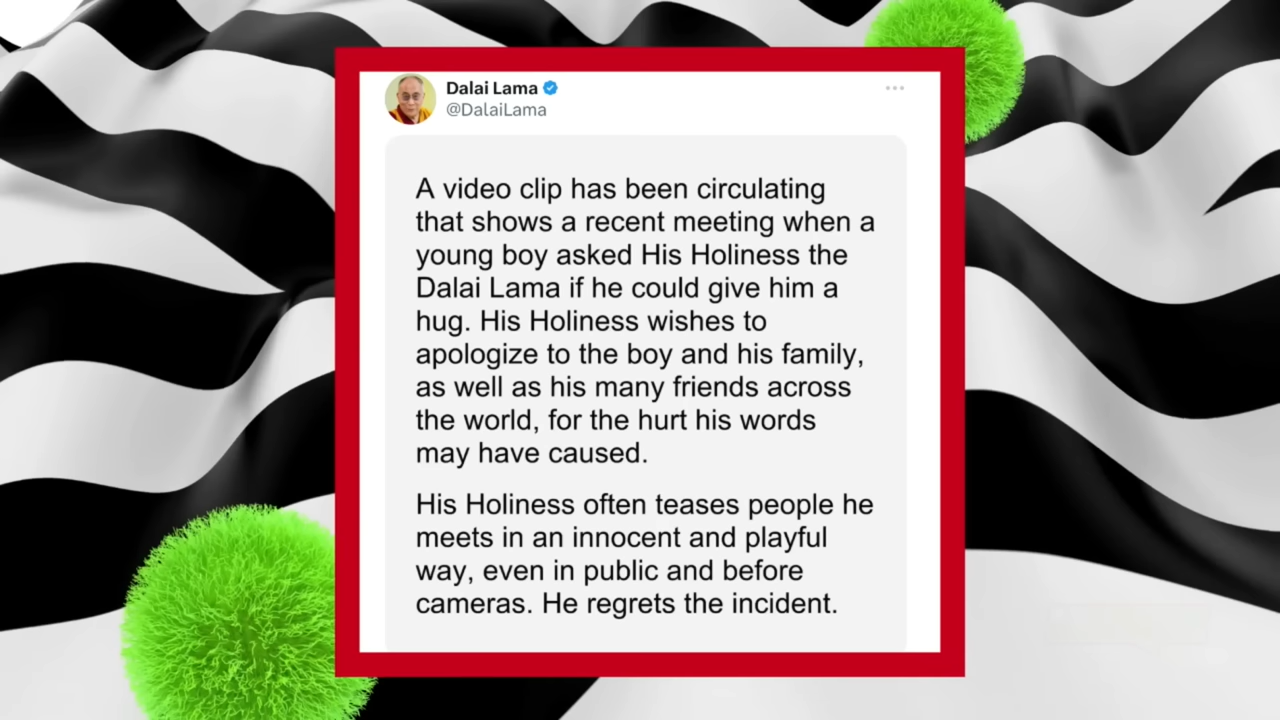 Dalai Lama
@DalaiLama
A video clip has been circulating
that shows a recent meeting when a
young boy asked His Holiness the
Dalai Lama if he could give him a
hug. His Holiness wishes to
apologize to the boy and his family,
as well as his many friends across
the world, for the hurt his words
may have caused.
His Holiness often teases people he
meets in an innocent and playful
way, even in public and before
cameras. He regrets the incident.